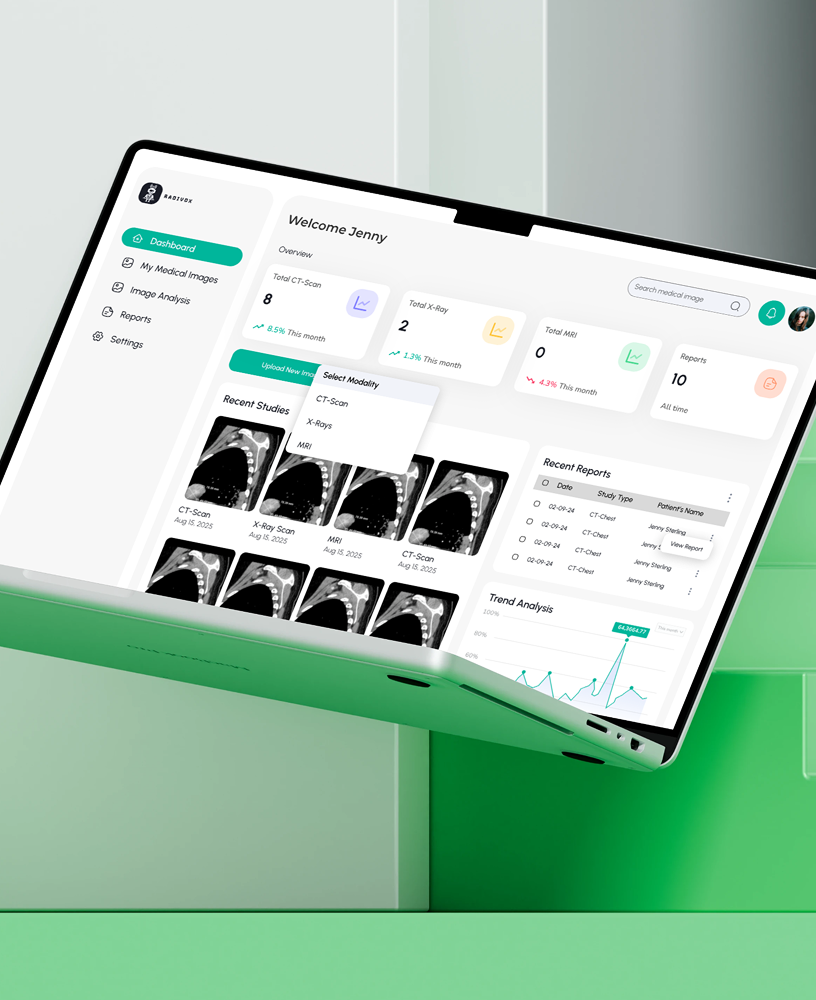 RADIVOX
Dashboard
My Medical Images
Image Analysis
Reports
Settings
Welcome Jenny
Search medical image
Overview
Total CT-Scan
8
8.5% This month
Total X-Ray
2
1.3% This month
Total MRI
0
4.3% This month
Reports
10
All time
Upload New
Select Modality
CT-Scan
X-Rays
MRI
Recent Studies
CT-Scan
Aug 15, 2025
X-Ray Scan
Aug 15, 2025
MRI
Aug 15, 2025
CT-Scan
Aug 15, 2025
Recent Reports
Date Study Type Patient's Name
02-09-24 CT-Chest Jenny Sterling
02-09-24 CT-Chest Jenny
View Report
02-09-24 CT-Chest Jenny Sterling
02-09-24 CT-Chest Jenny Sterling
Trend Analysis
This month
100%
80%
60%
64,3664.77